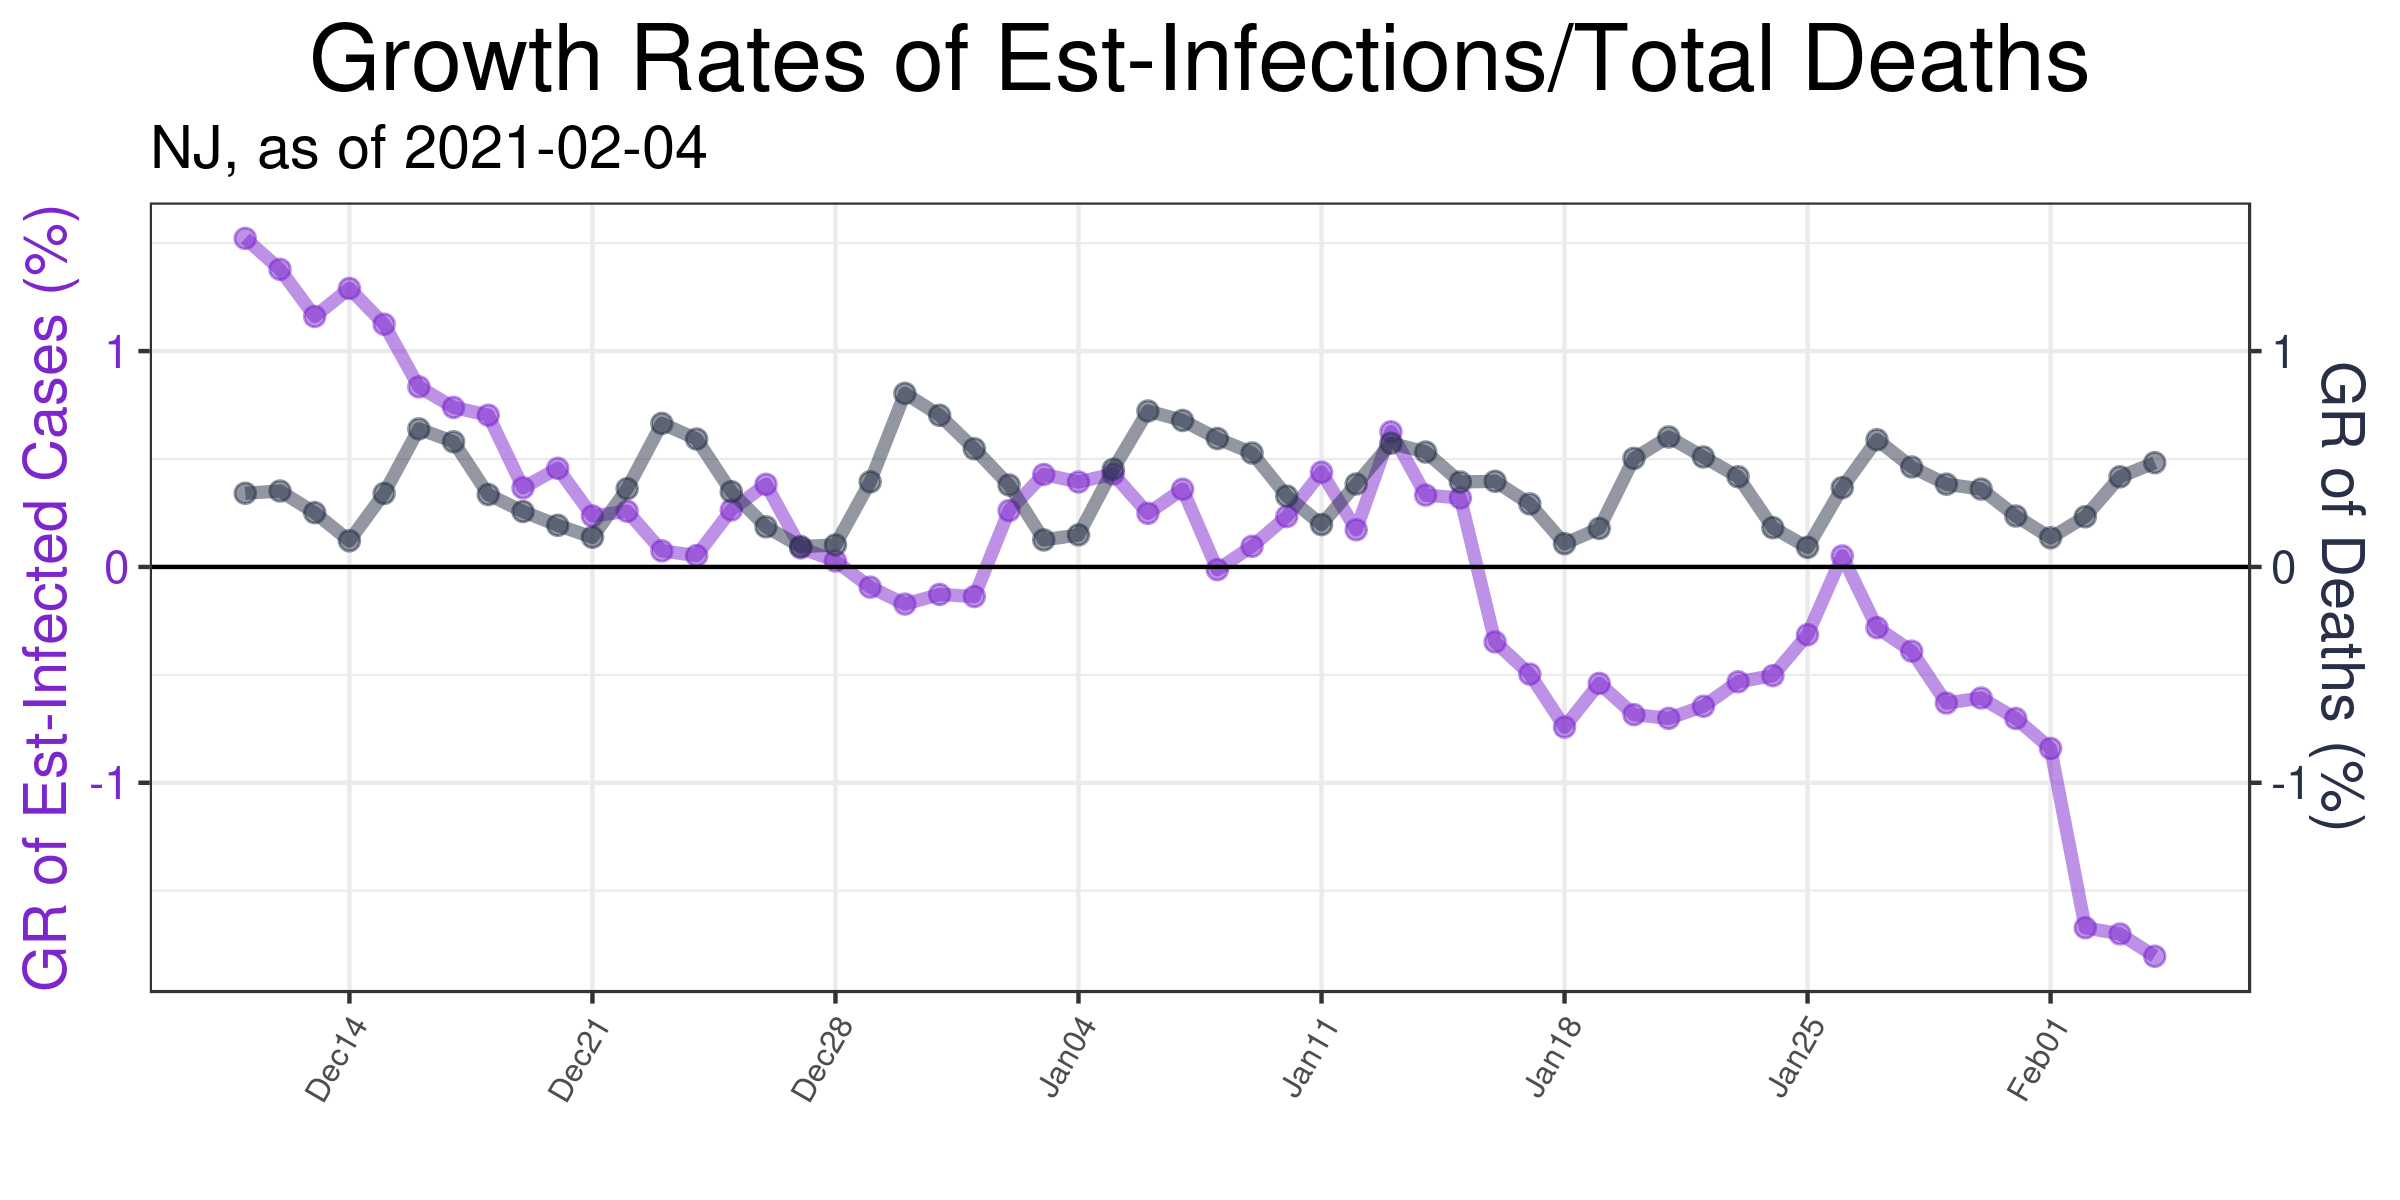 Growth Rates of Est-Infections/Total Deaths
NJ, as of 2021-02-04
GR of Est-Infected Cases (%)
1
0
-1
1
0
-1
GR of Deaths (%)
Dec14
Dec21
Dec28
Jan04
Jan11
Jan18
Jan25
Feb01